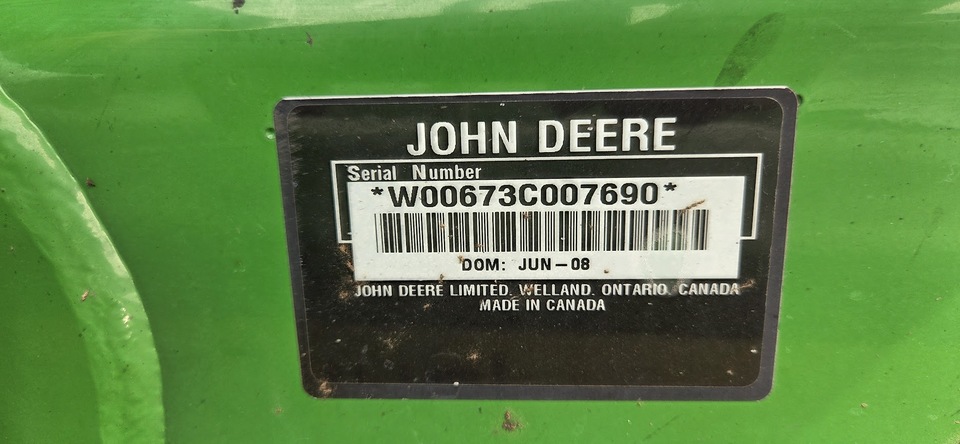 JOHN DEERE
Serial Number
*W00673C007690*
DOM: JUN-08
JOHN DEERE LIMITED, WELLAND, ONTARIO, CANADA
MADE IN CANADA